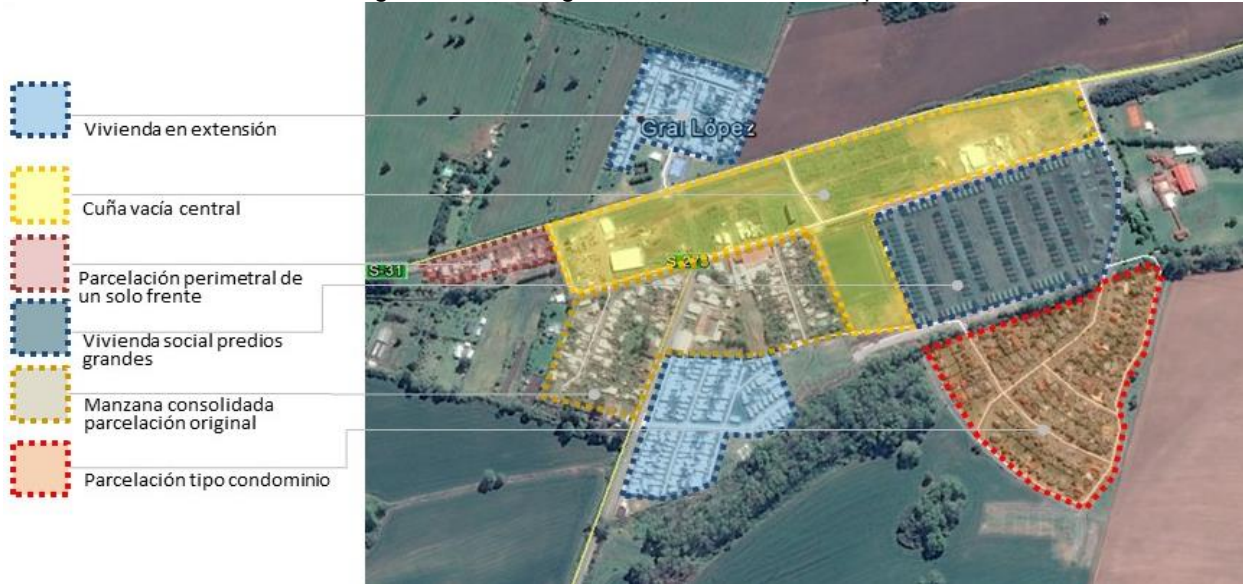 Vivienda en extensión
Cuña vacía central
Parcelación perimetral de
un solo frente
Vivienda social predios
grandes
Manzana consolidada
parcelación original
Parcelación tipo condominio
Gral López
S-31